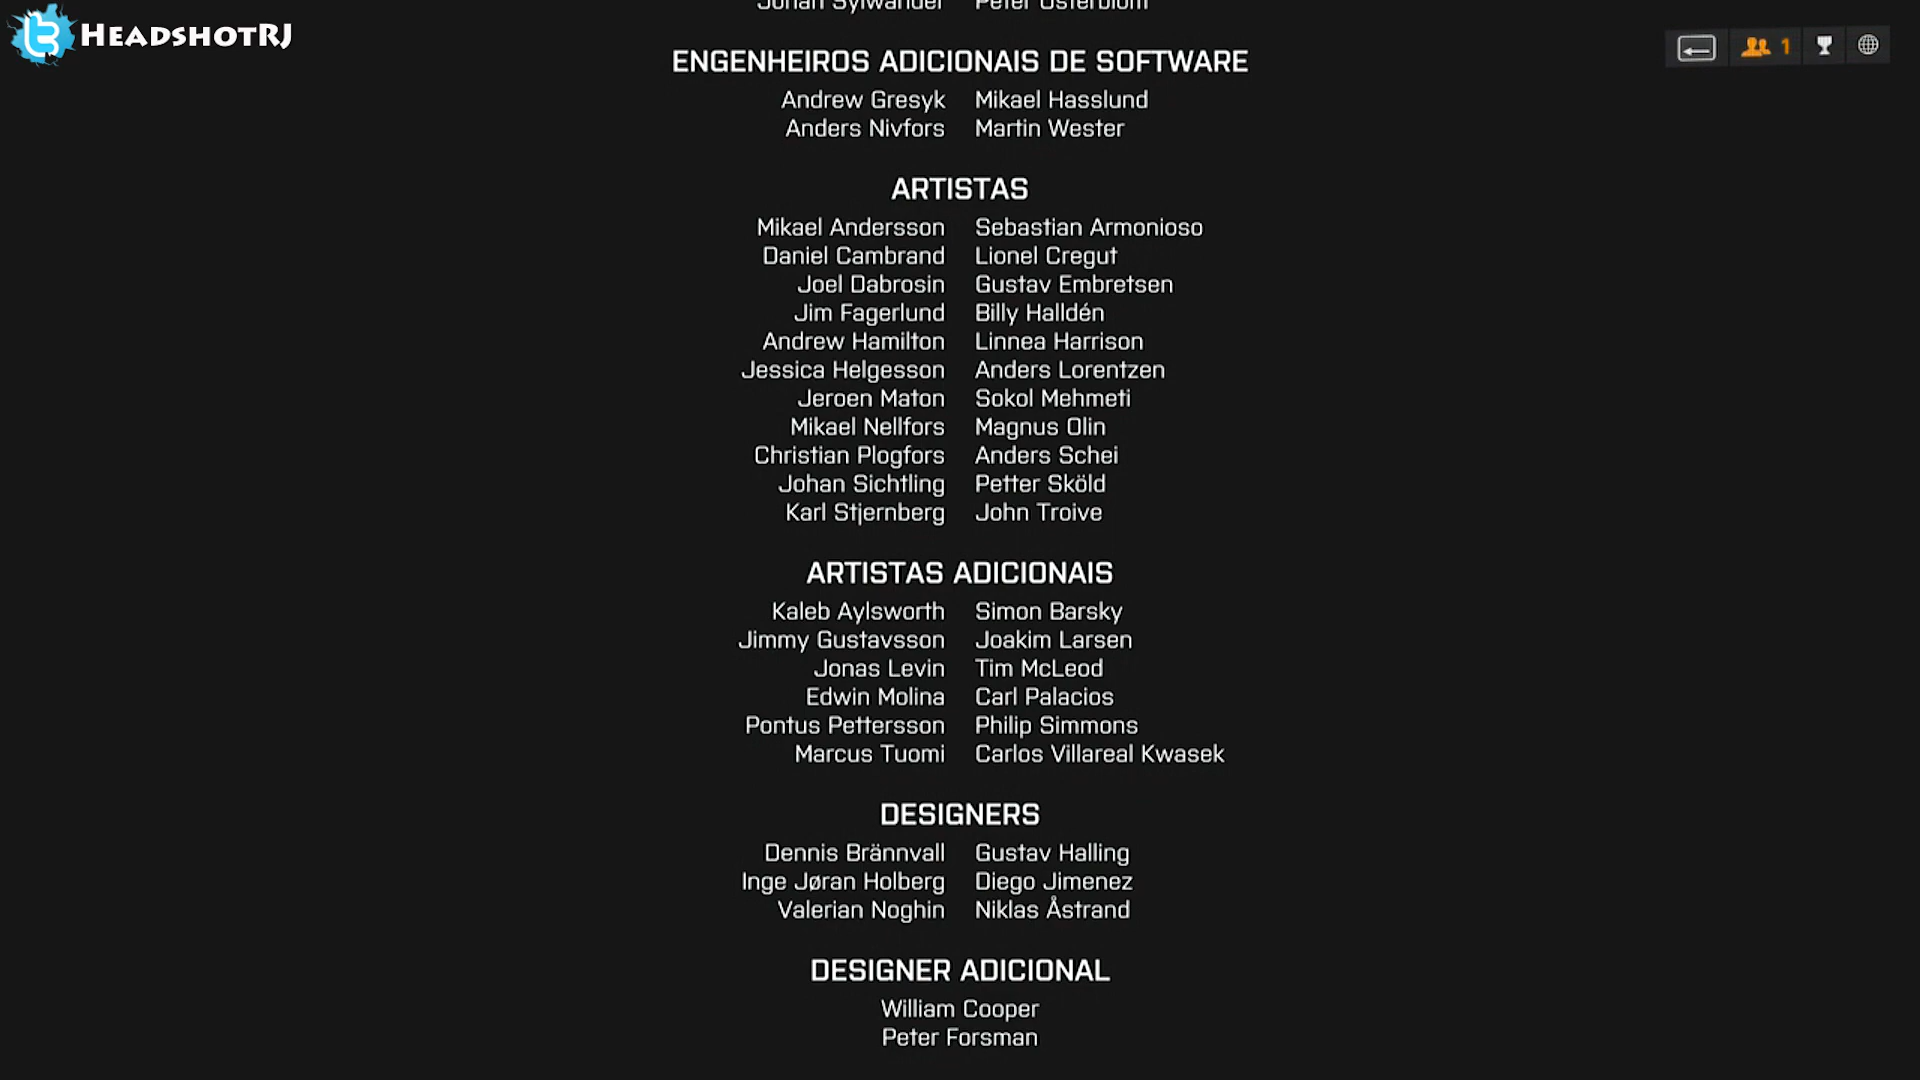 HEADSHOTRJ
1
Johan Sylwander Peter Österblom
ENGENHEIROS ADICIONAIS DE SOFTWARE
Andrew Gresyk Mikael Hasslund
Anders Nivfors Martin Wester
ARTISTAS
Mikael Andersson Sebastian Armonioso
Daniel Cambrand Lionel Cregut
Joel Dabrosin Gustav Embretsen
Jim Fagerlund Billy Halldén
Andrew Hamilton Linnea Harrison
Jessica Helgesson Anders Lorentzen
Jeroen Maton Sokol Mehmeti
Mikael Nellfors Magnus Olin
Christian Plogfors Anders Schei
Johan Sichtling Petter Sköld
Karl Stjernberg John Troive
ARTISTAS ADICIONAIS
Kaleb Aylsworth Simon Barsky
Jimmy Gustavsson Joakim Larsen
Jonas Levin Tim McLeod
Edwin Molina Carl Palacios
Pontus Pettersson Philip Simmons
Marcus Tuomi Carlos Villareal Kwasek
DESIGNERS
Dennis Brännvall Gustav Halling
Inge Jøran Holberg Diego Jimenez
Valerian Noghin Niklas Åstrand
DESIGNER ADICIONAL
William Cooper
Peter Forsman